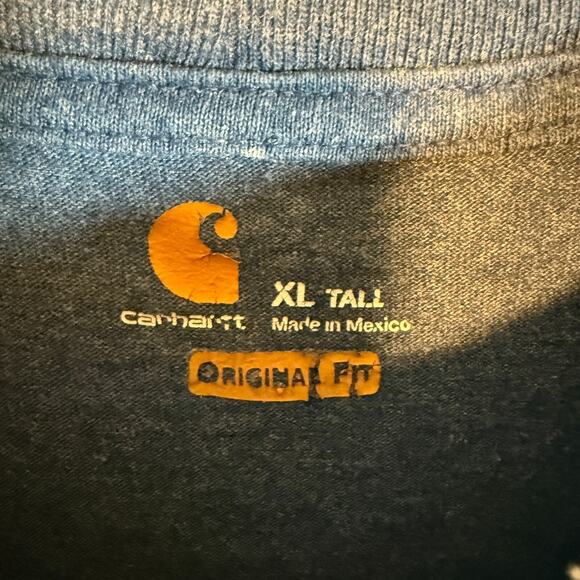 carhartt
XL TALL
Made in Mexico
ORIGINAL FIT